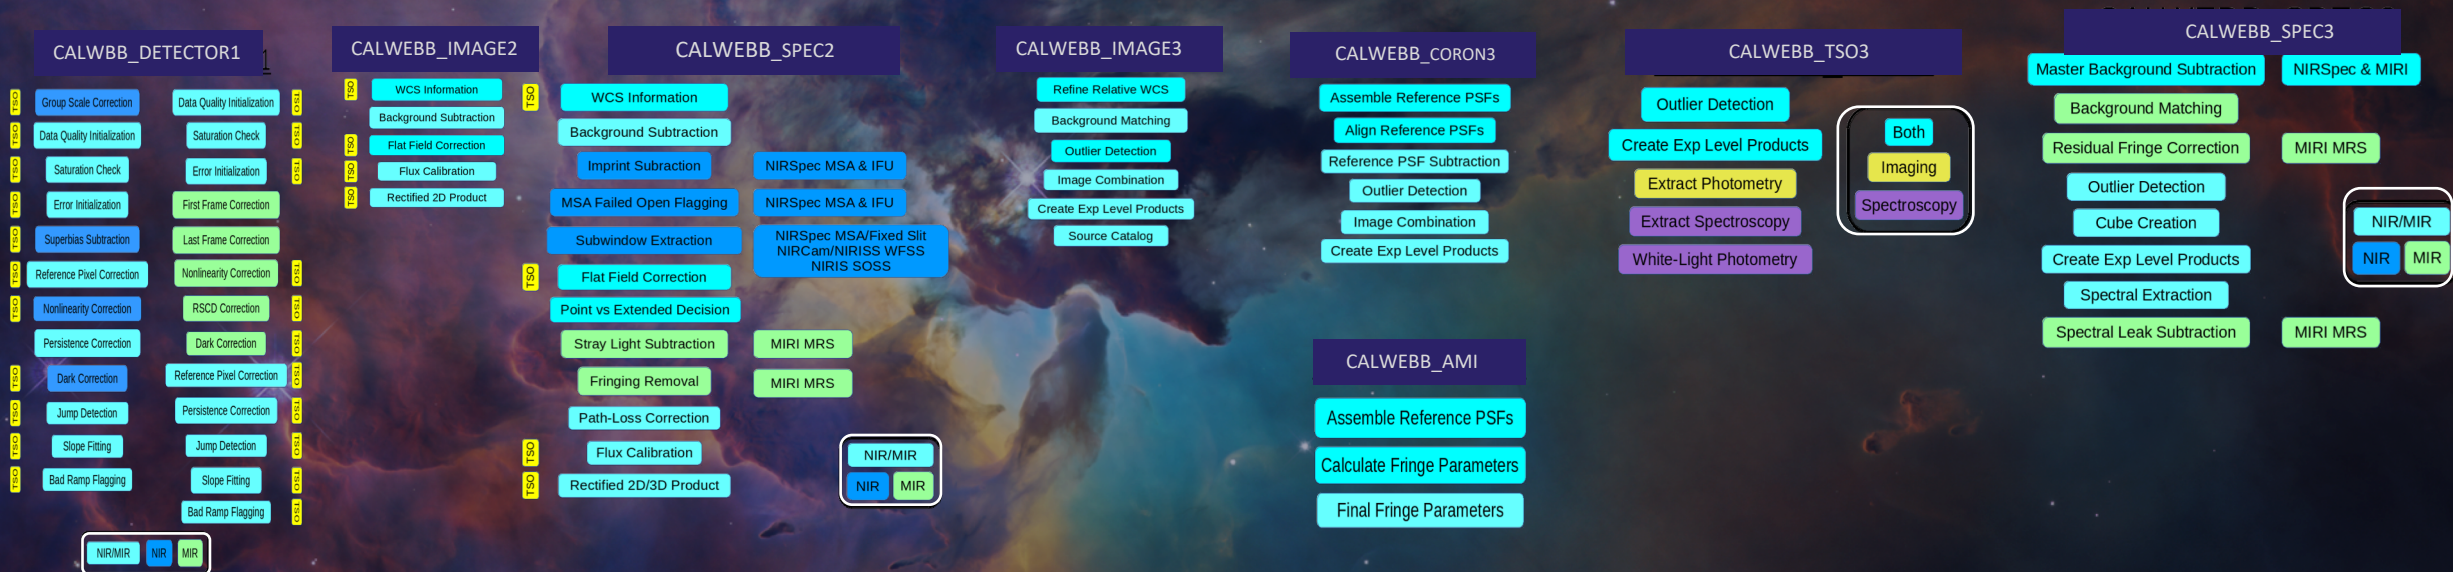 CALWBB_DETECTOR1
1
TSO
Group Scale Correction
Data Quality Initialization
TSO
TSO
Data Quality Initialization
Saturation Check
TSO
TSO
Saturation Check
Error Initialization
TSO
TSO
Error Initialization
First Frame Correction
TSO
Superbias Subtraction
Last Frame Correction
TSO
Reference Pixel Correction
Nonlinearity Correction
TSO
TSO
Nonlinearity Correction
RSCD Correction
TSO
Persistence Correction
Dark Correction
TSO
TSO
Dark Correction
Reference Pixel Correction
TSO
TSO
Jump Detection
Persistence Correction
TSO
TSO
Slope Fitting
Jump Detection
TSO
TSO
Bad Ramp Flagging
Slope Fitting
TSO
Bad Ramp Flagging
TSO
NIR/MIR
NIR
MIR
CALWEBB_IMAGE2
TSO
WCS Information
Background Subtraction
TSO
Flat Field Correction
TSO
Flux Calibration
TSO
Rectified 2D Product
CALWEBB_SPEC2
TSO
WCS Information
Background Subtraction
Imprint Subraction
NIRSpec MSA & IFU
MSA Failed Open Flagging
NIRSpec MSA & IFU
Subwindow Extraction
NIRSpec MSA/Fixed Slit
NIRCam/NIRISS WFSS
NIRIS SOSS
TSO
Flat Field Correction
Point vs Extended Decision
Stray Light Subtraction
MIRI MRS
Fringing Removal
MIRI MRS
Path-Loss Correction
TSO
Flux Calibration
TSO
Rectified 2D/3D Product
NIR/MIR
NIR
MIR
CALWEBB_IMAGE3
Refine Relative WCS
Background Matching
Outlier Detection
Image Combination
Create Exp Level Products
Source Catalog
CALWEBB_CORON3
Assemble Reference PSFs
Align Reference PSFs
Reference PSF Subtraction
Outlier Detection
Image Combination
Create Exp Level Products
CALWEBB_AMI
Assemble Reference PSFs
Calculate Fringe Parameters
Final Fringe Parameters
CALWEBB_TSO3
Outlier Detection
Create Exp Level Products
Extract Photometry
Extract Spectroscopy
White-Light Photometry
Both
Imaging
Spectroscopy
CALWEBB_SPEC3
Master Background Subtraction
NIRSpec & MIRI
Background Matching
Residual Fringe Correction
MIRI MRS
Outlier Detection
Cube Creation
Create Exp Level Products
Spectral Extraction
Spectral Leak Subtraction
MIRI MRS
NIR/MIR
NIR
MIR